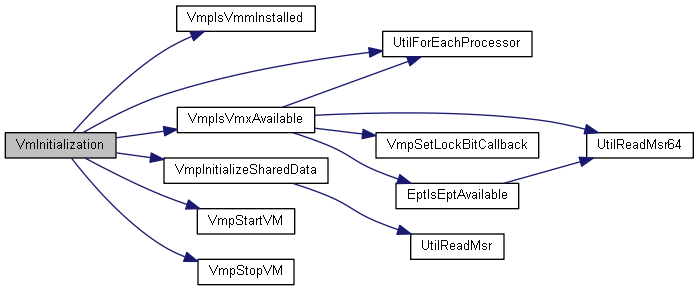 VmInitialization
VmpIsVmmInstalled
UtilForEachProcessor
VmpIsVmxAvailable
VmpSetLockBitCallback
UtilReadMsr64
VmpInitializeSharedData
EptIsEptAvailable
VmpStartVM
UtilReadMsr
VmpStopVM